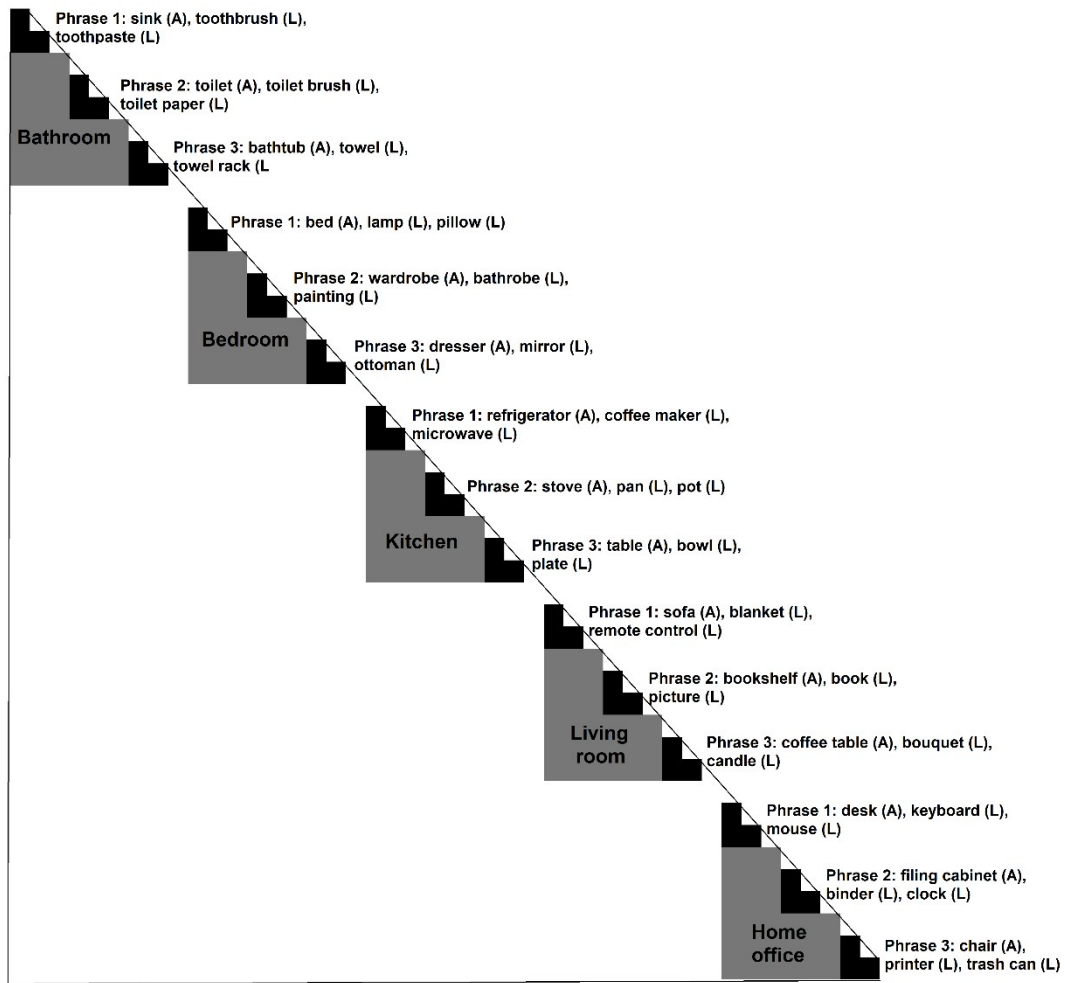 Phrase 1: sink (A), toothbrush (L),
toothpaste (L)
Phrase 2: toilet (A), toilet brush (L),
toilet paper (L)
Bathroom
Phrase 3: bathtub (A), towel (L),
towel rack (L
Phrase 1: bed (A), lamp (L), pillow (L)
Phrase 2: wardrobe (A), bathrobe (L),
painting (L)
Bedroom
Phrase 3: dresser (A), mirror (L),
ottoman (L)
Phrase 1: refrigerator (A), coffee maker (L),
microwave (L)
Phrase 2: stove (A), pan (L), pot (L)
Kitchen
Phrase 3: table (A), bowl (L),
plate (L)
Phrase 1: sofa (A), blanket (L),
remote control (L)
Phrase 2: bookshelf (A), book (L),
picture (L)
Living
room
Phrase 3: coffee table (A), bouquet (L),
candle (L)
Phrase 1: desk (A), keyboard (L),
mouse (L)
Phrase 2: filing cabinet (A),
binder (L), clock (L)
Home
office
Phrase 3: chair (A),
printer (L), trash can (L)